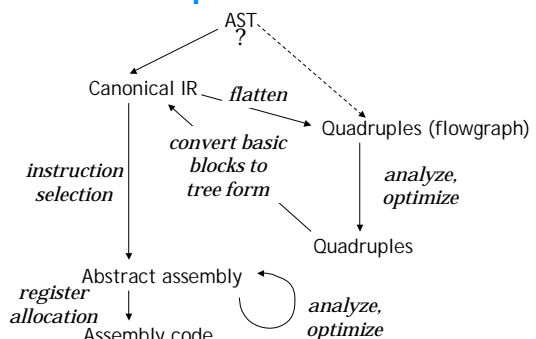 AST
?
Canonical IR
flatten
Quadruples (flowgraph)
convert basic
blocks to
tree form
instruction
selection
analyze,
optimize
Quadruples
Abstract assembly
register
allocation
analyze,
optimize
Assembly code